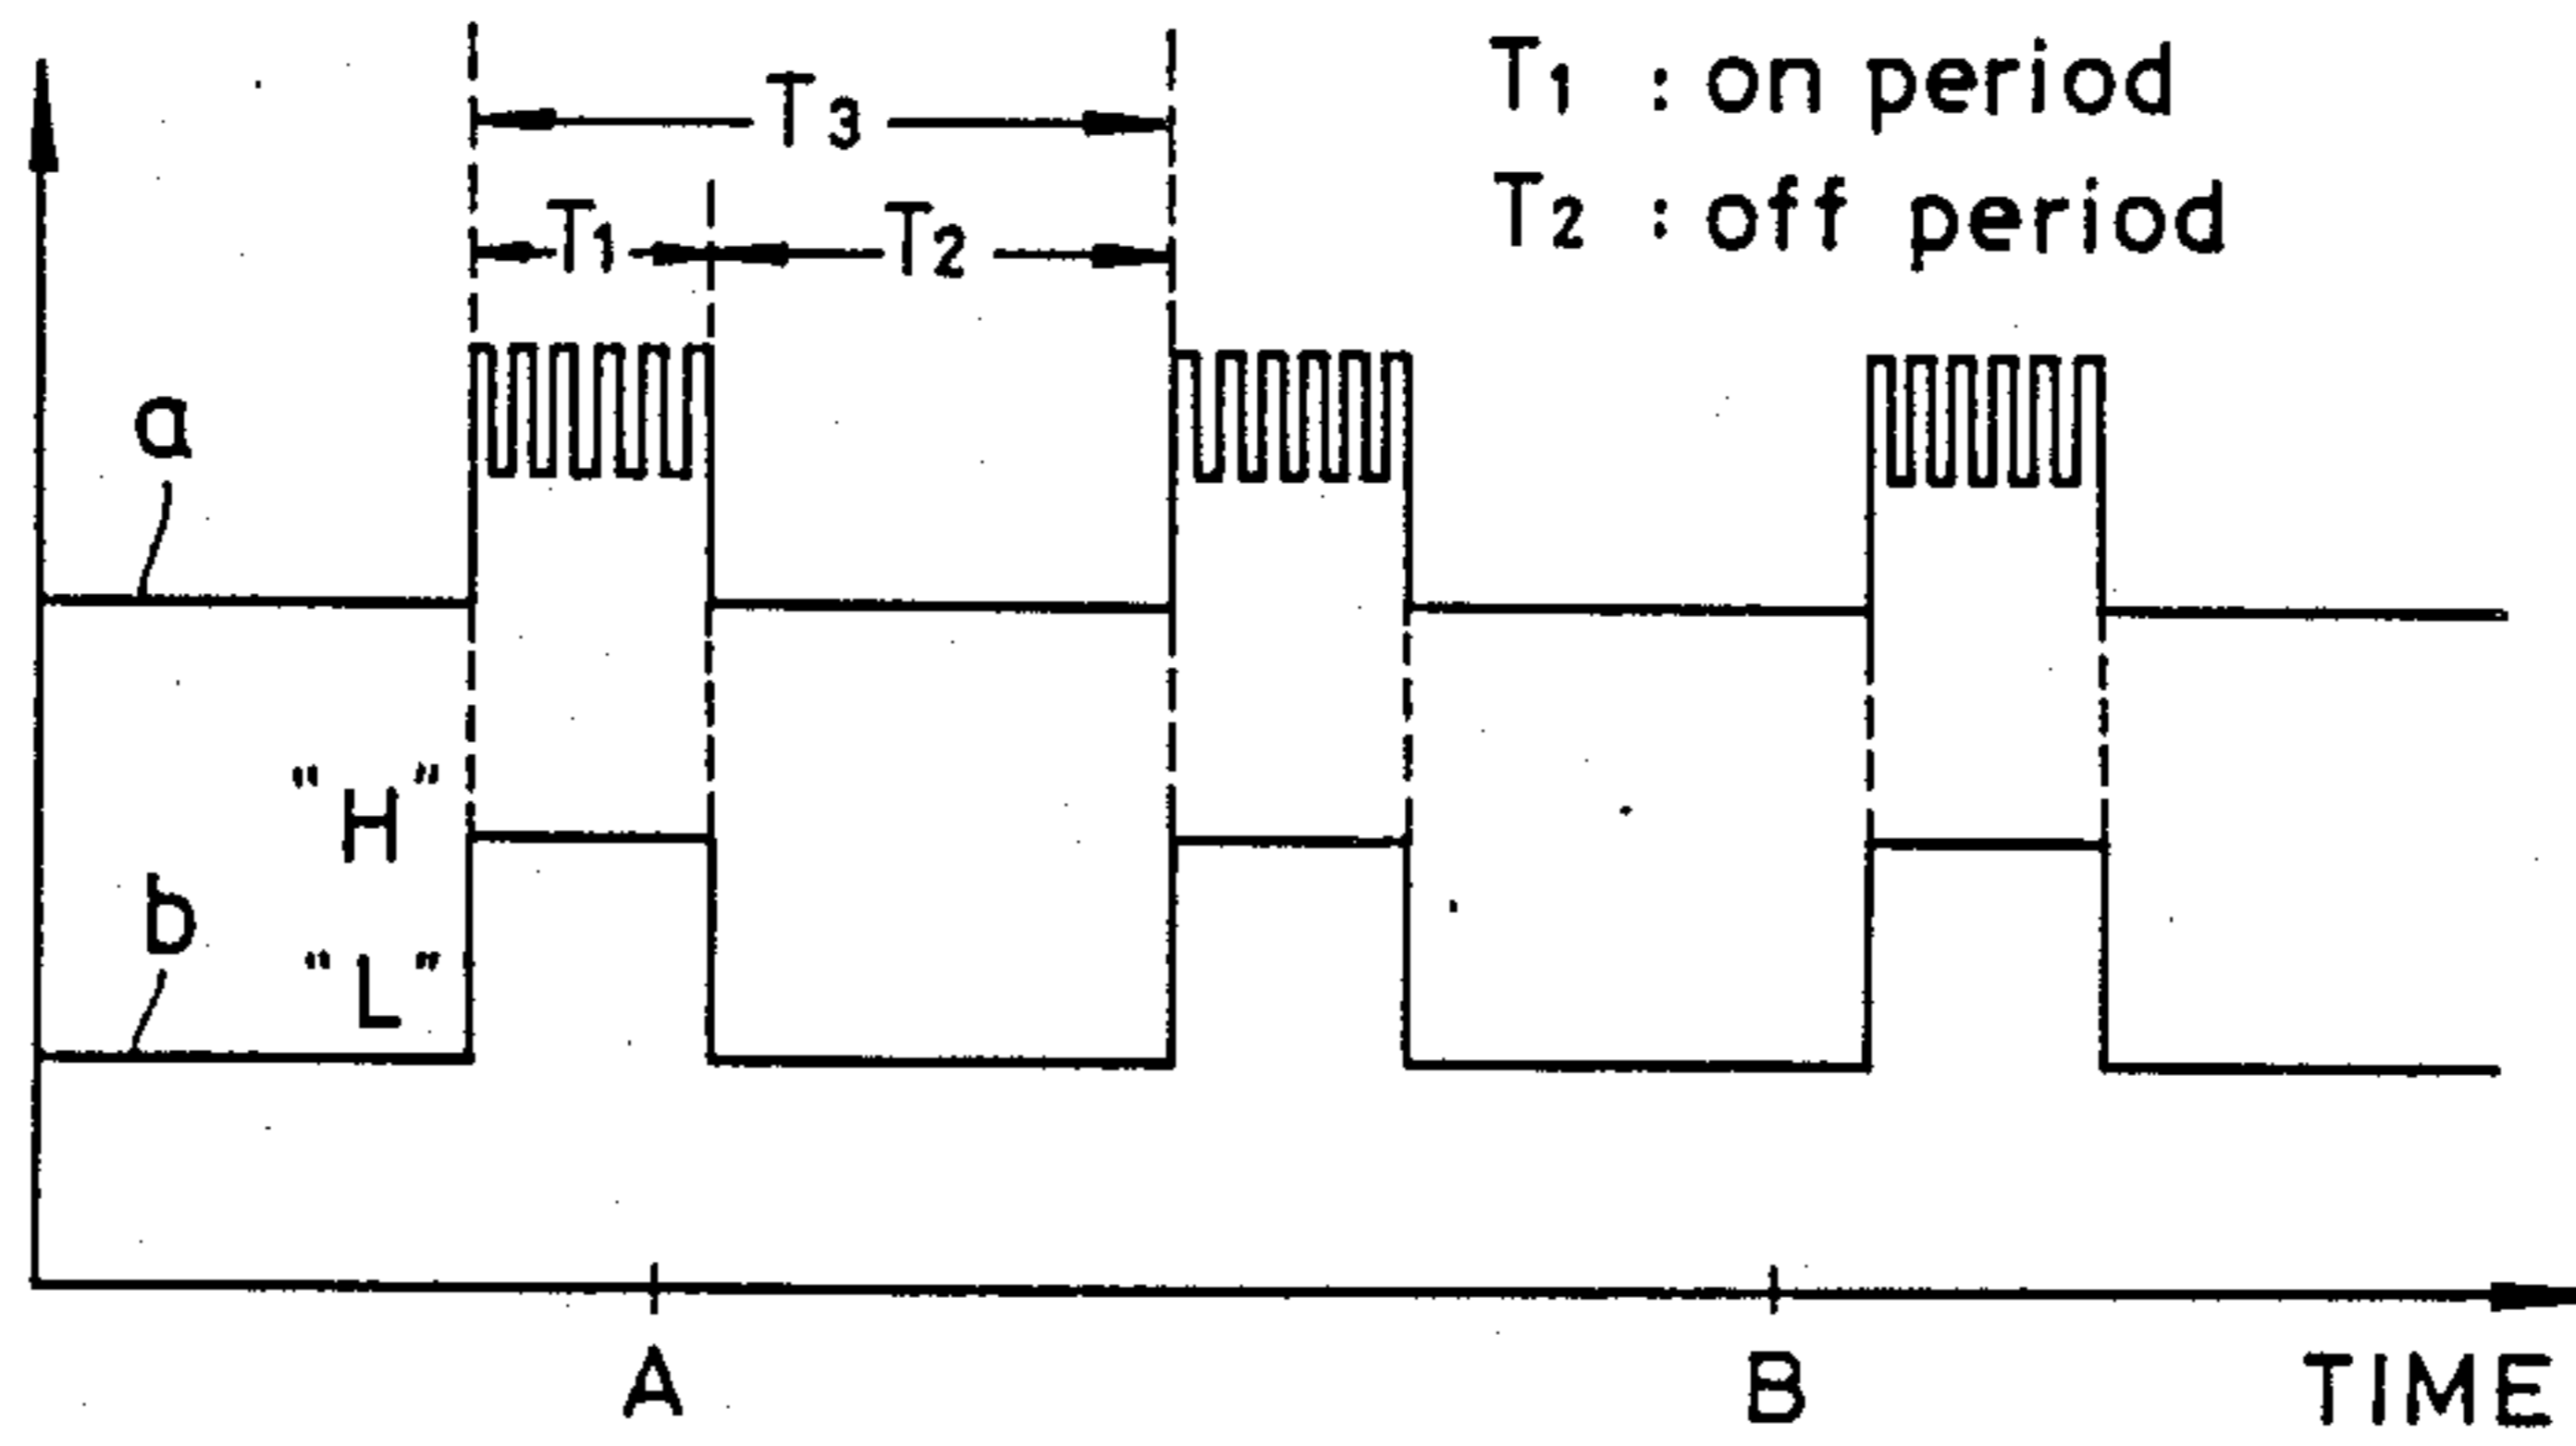 T3
T1 : on period
T1
T2
T2 : off period
a
"H"
b
"L"
A
B
TIME